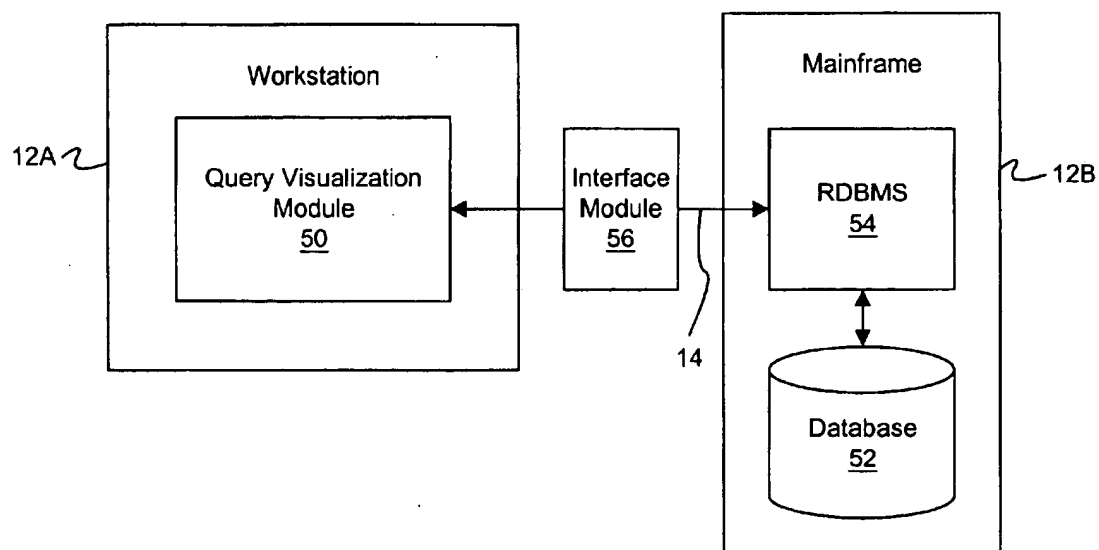 Workstation
12A
Query Visualization
Module
50
Interface
Module
56
14
Mainframe
RDBMS
54
12B
Database
52